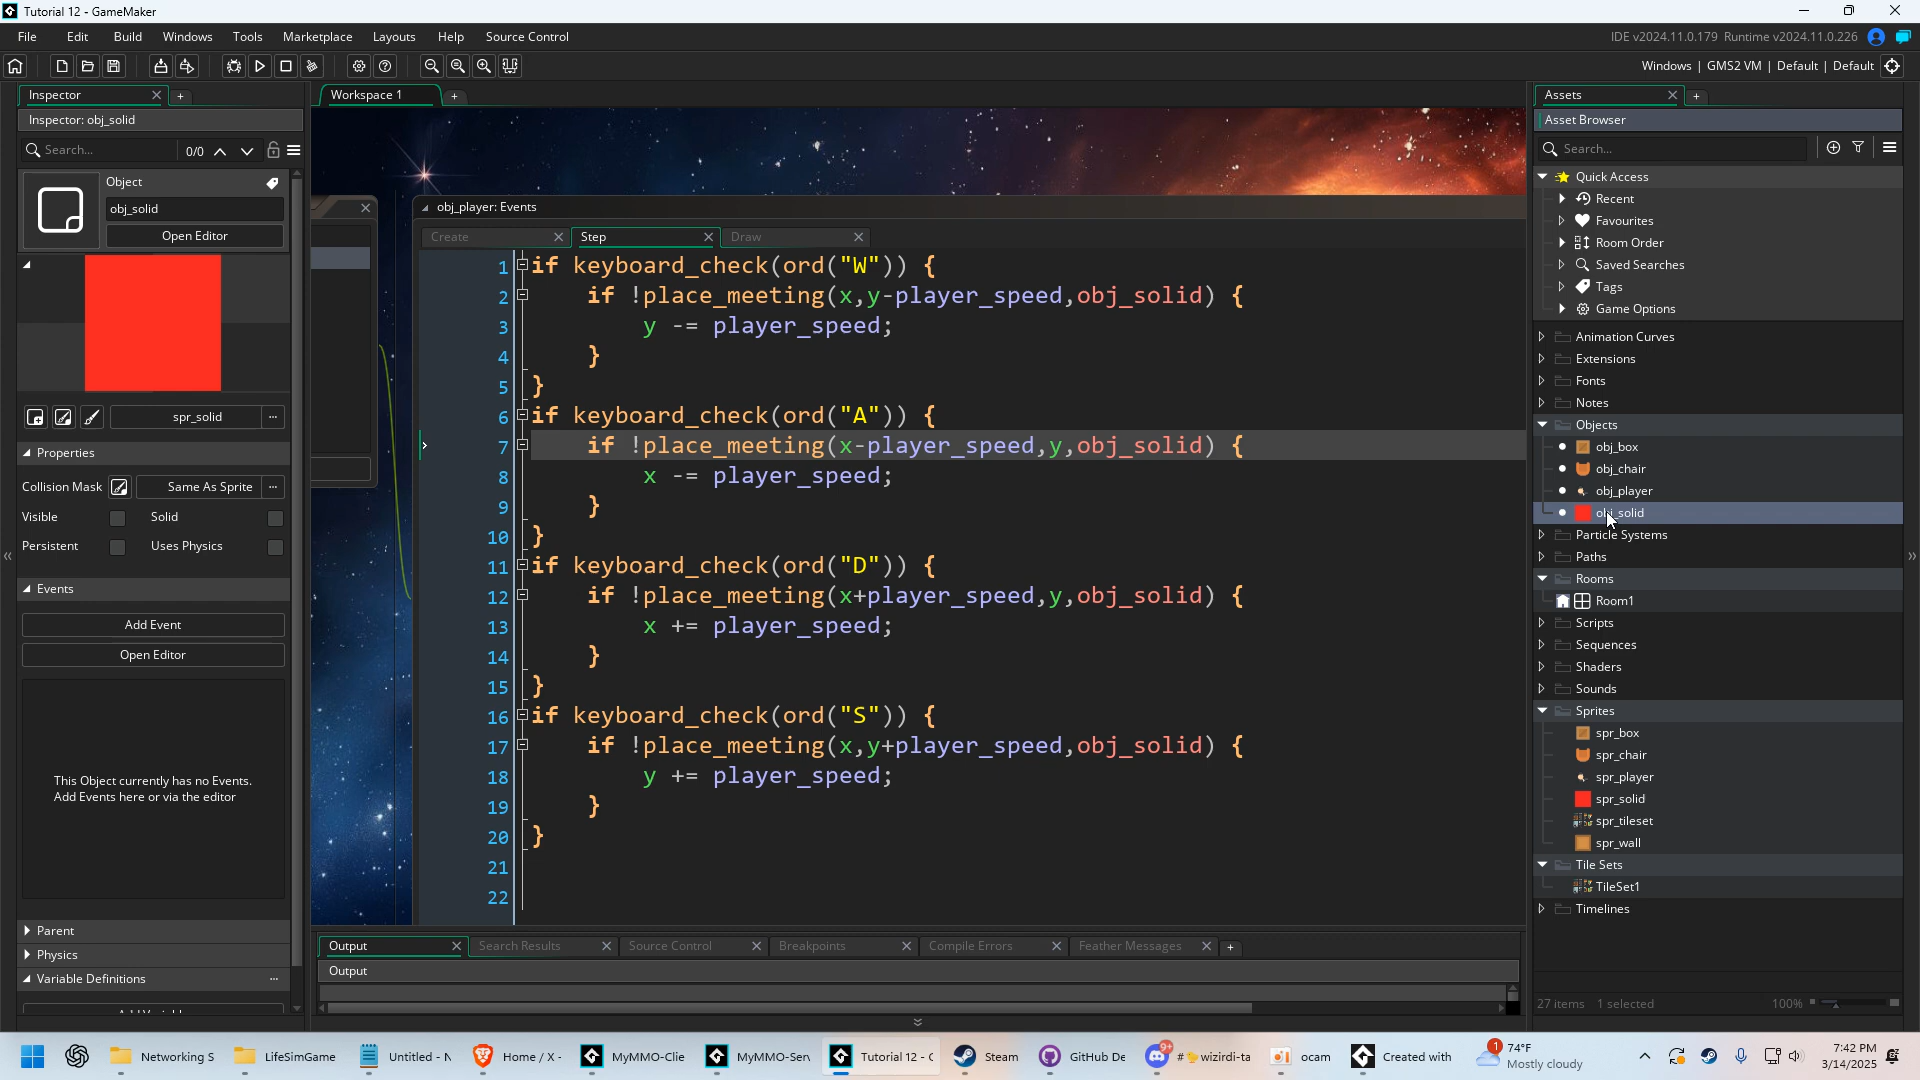 Tutorial 12 - GameMaker
File Edit Build Windows Tools Marketplace Layouts Help Source Control
IDE v2024.11.0.179 Runtime v2024.11.0.226
Windows | GMS2 VM | Default | Default
Inspector
Inspector: obj_solid
Search... 0/0
Object
obj_solid
Open Editor
spr_solid ...
Properties
Collision Mask Same As Sprite ...
Visible Solid
Persistent Uses Physics
Events
Add Event
Open Editor
This Object currently has no Events.
Add Events here or via the editor
Parent
Physics
Variable Definitions ...
Workspace 1
obj_player: Events
Create Step Draw
1 if keyboard_check(ord("W")) {
2 if !place_meeting(x,y-player_speed,obj_solid) {
3 y -= player_speed;
4 }
5 }
6 if keyboard_check(ord("A")) {
7 if !place_meeting(x-player_speed,y,obj_solid) {
8 x -= player_speed;
9 }
10 }
11 if keyboard_check(ord("D")) {
12 if !place_meeting(x+player_speed,y,obj_solid) {
13 x += player_speed;
14 }
15 }
16 if keyboard_check(ord("S")) {
17 if !place_meeting(x,y+player_speed,obj_solid) {
18 y += player_speed;
19 }
20 }
21
22
Output Search Results Source Control Breakpoints Compile Errors Feather Messages
Output
Assets
Asset Browser
Search...
Quick Access
Recent
Favourites
Room Order
Saved Searches
Tags
Game Options
Animation Curves
Extensions
Fonts
Notes
Objects
obj_box
obj_chair
obj_player
obj_solid
Particle Systems
Paths
Rooms
Room1
Scripts
Sequences
Shaders
Sounds
Sprites
spr_box
spr_chair
spr_player
spr_solid
spr_tileset
spr_wall
Tile Sets
TileSet1
Timelines
27 items 1 selected 100%
Networking S LifeSimGame Untitled - N Home / X - MyMMO-Clie MyMMO-Serv Tutorial 12 - G Steam GitHub De 9+ wizirdi-ta ocam Created with
1 74°F
Mostly cloudy
7:42 PM
3/14/2025